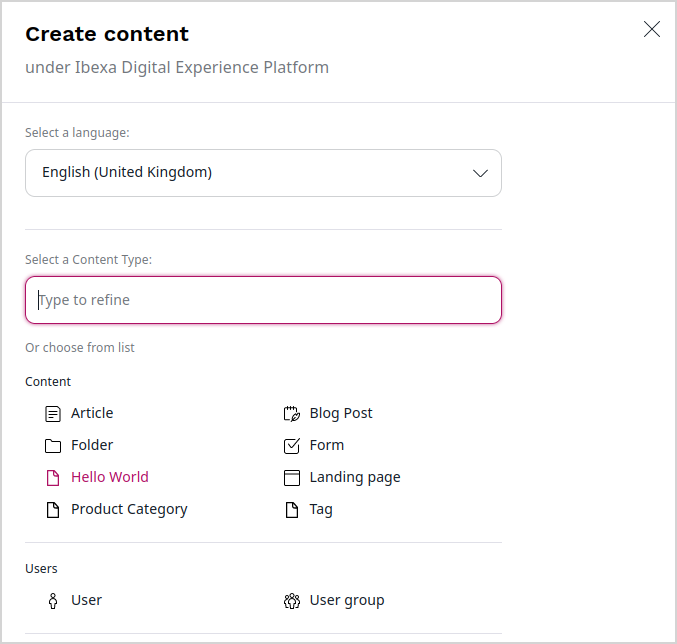 Create content
under Ibexa Digital Experience Platform
Select a language:
English (United Kingdom)
Select a Content Type:
Type to refine
Or choose from list
Content
Article Blog Post
Folder Form
Hello World Landing page
Product Category Tag
Users
User User group